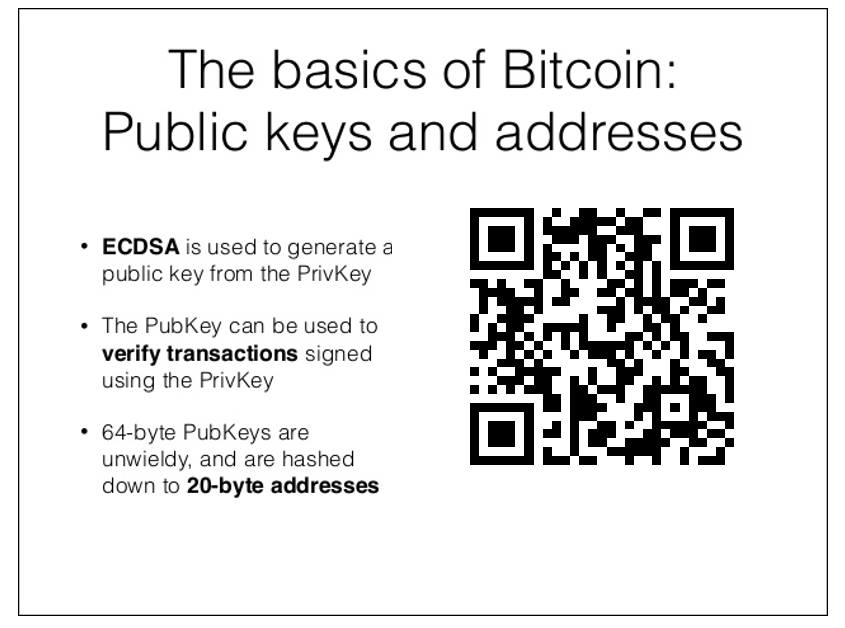 The basics of Bitcoin:
Public keys and addresses
• ECDSA is used to generate a
public key from the PrivKey
• The PubKey can be used to
verify transactions signed
using the PrivKey
• 64-byte PubKeys are
unwieldy, and are hashed
down to 20-byte addresses